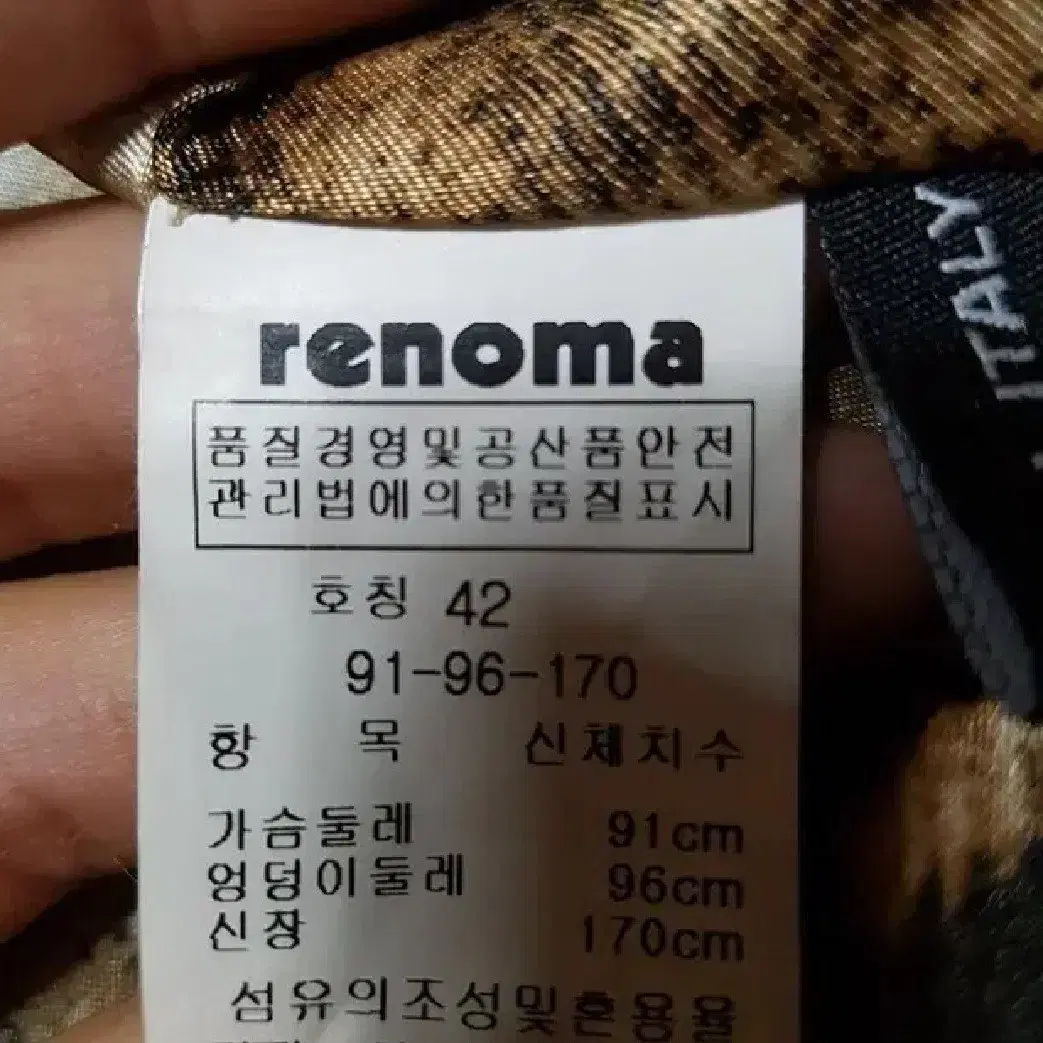 renoma
품질경영및공산품안전
관리법에의한품질표시
호칭 42
91-96-170
항 목 신체치수
가슴둘레 91cm
엉덩이둘레 96cm
신장 170cm
섬유의조성및혼용율
ITALY